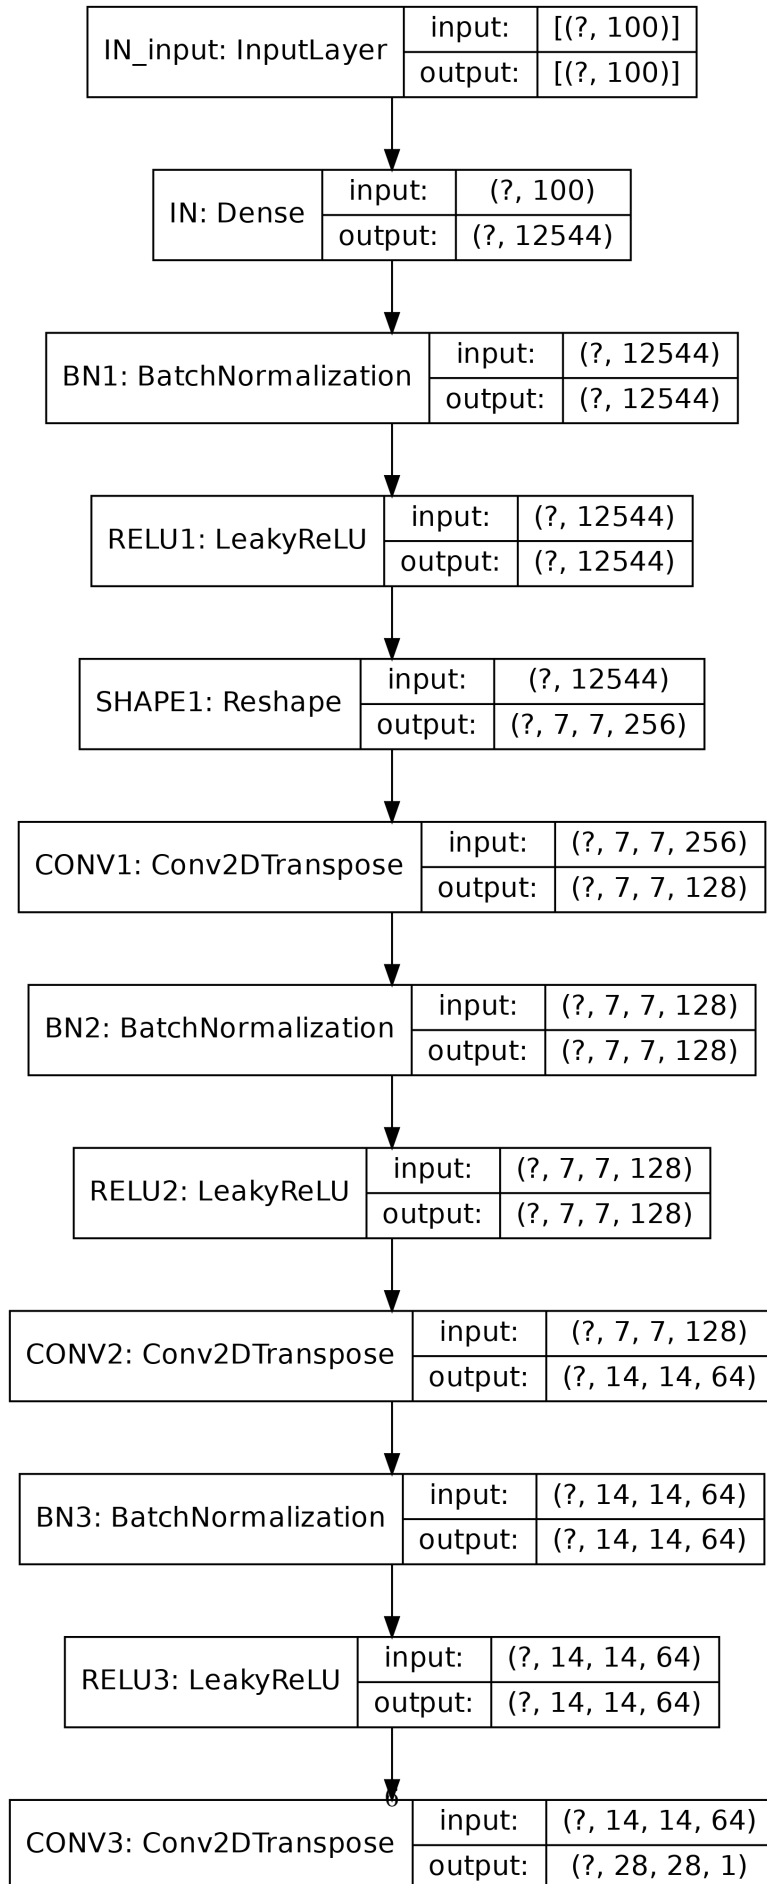 IN_input: InputLayer
input: [(?, 100)]
output: [(?, 100)]
IN: Dense
input: (?, 100)
output: (?, 12544)
BN1: BatchNormalization
input: (?, 12544)
output: (?, 12544)
RELU1: LeakyReLU
input: (?, 12544)
output: (?, 12544)
SHAPE1: Reshape
input: (?, 12544)
output: (?, 7, 7, 256)
CONV1: Conv2DTranspose
input: (?, 7, 7, 256)
output: (?, 7, 7, 128)
BN2: BatchNormalization
input: (?, 7, 7, 128)
output: (?, 7, 7, 128)
RELU2: LeakyReLU
input: (?, 7, 7, 128)
output: (?, 7, 7, 128)
CONV2: Conv2DTranspose
input: (?, 7, 7, 128)
output: (?, 14, 14, 64)
BN3: BatchNormalization
input: (?, 14, 14, 64)
output: (?, 14, 14, 64)
RELU3: LeakyReLU
input: (?, 14, 14, 64)
output: (?, 14, 14, 64)
6
CONV3: Conv2DTranspose
input: (?, 14, 14, 64)
output: (?, 28, 28, 1)